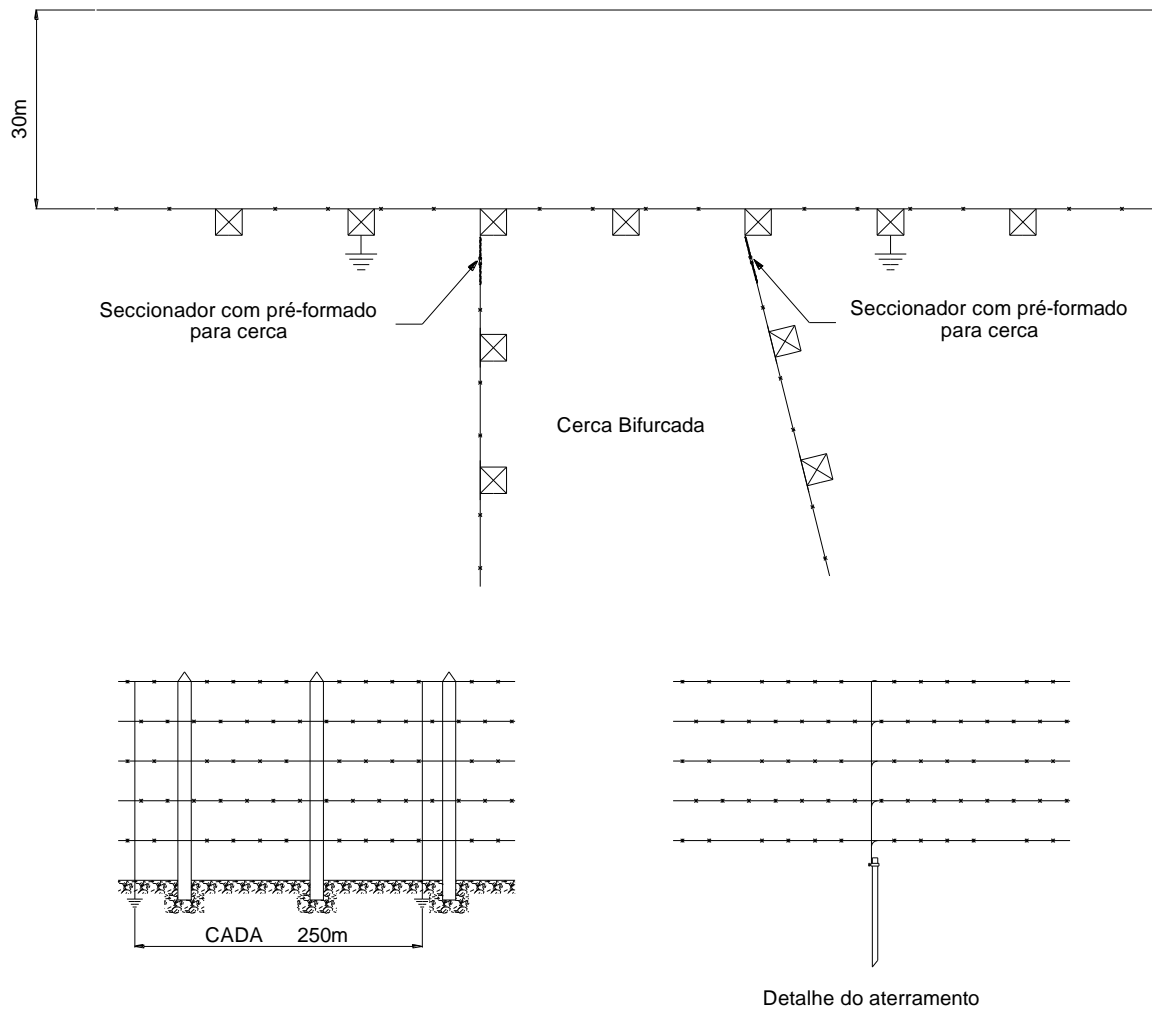 30m
Seccionador com pré-formado
para cerca
Seccionador com pré-formado
para cerca
Cerca Bifurcada
CADA 250m
Detalhe do aterramento